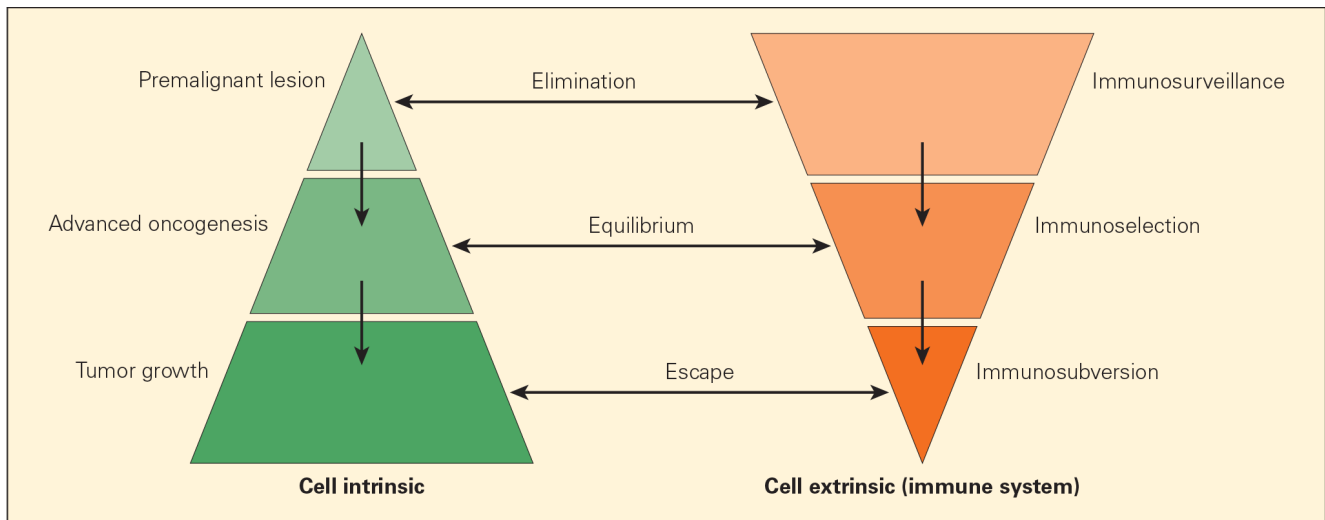 Premalignant lesion
Elimination
Immunosurveillance
Advanced oncogenesis
Equilibrium
Immunoselection
Tumor growth
Escape
Immunosubversion
Cell intrinsic
Cell extrinsic (immune system)